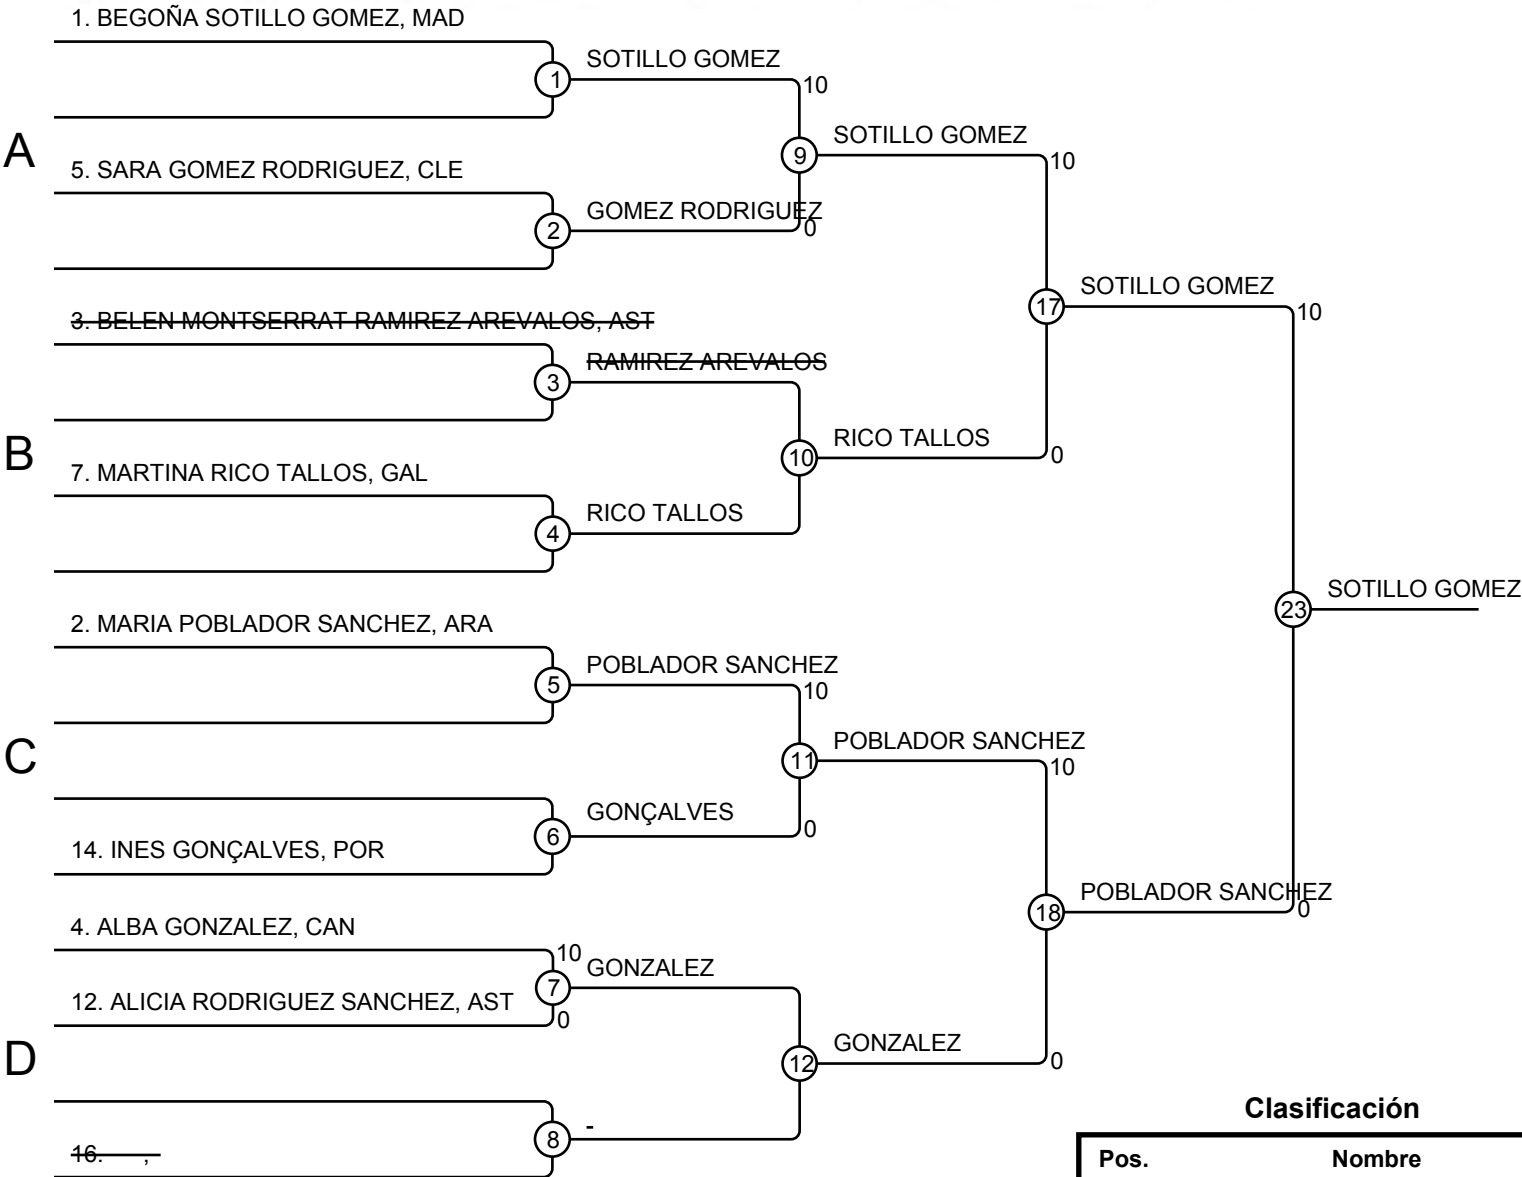 1. BEGOÑA SOTILLO GOMEZ, MAD
SOTILLO GOMEZ
1
10
SOTILLO GOMEZ
A
9
10
5. SARA GOMEZ RODRIGUEZ, CLE
GOMEZ RODRIGUEZ
2
0
SOTILLO GOMEZ
17
10
3. BELEN MONTSERRAT RAMIREZ AREVALOS, AST
RAMIREZ AREVALOS
3
RICO TALLOS
B
10
0
7. MARTINA RICO TALLOS, GAL
RICO TALLOS
4
SOTILLO GOMEZ
23
2. MARIA POBLADOR SANCHEZ, ARA
POBLADOR SANCHEZ
5
10
POBLADOR SANCHEZ
C
11
10
GONÇALVES
6
0
14. INES GONÇALVES, POR
POBLADOR SANCHEZ
18
0
4. ALBA GONZALEZ, CAN
10
GONZALEZ
7
12. ALICIA RODRIGUEZ SANCHEZ, AST
0
GONZALEZ
D
12
0
Clasificación
-
8
16. ,
Pos. Nombre